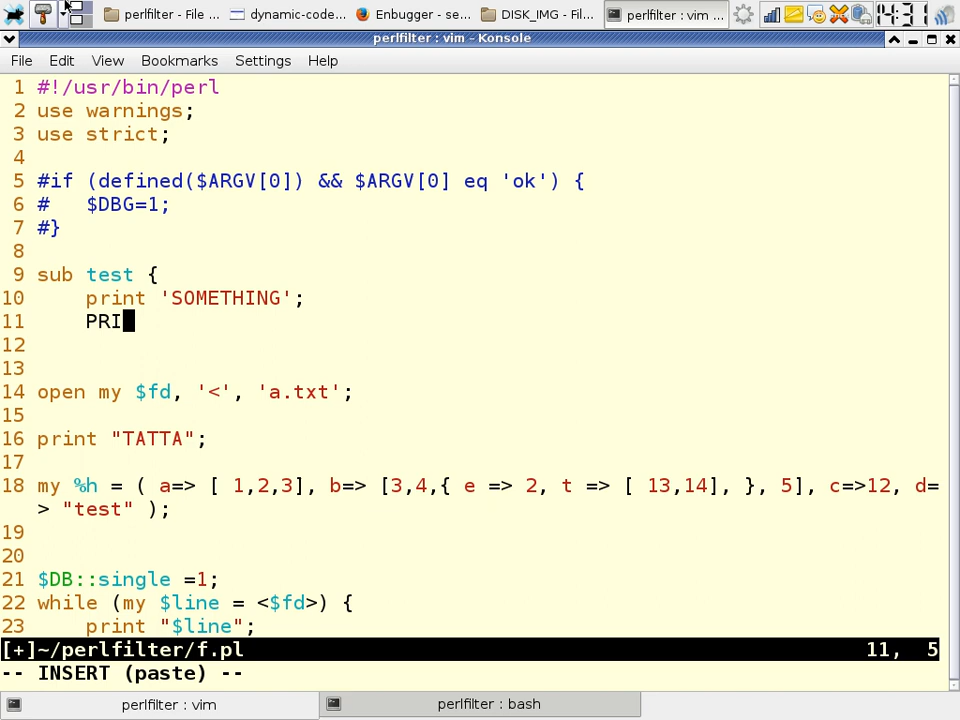 perlfilter - File ...
dynamic-code...
Enbugger - se...
DISK_IMG - Fil...
perlfilter : vim ...
14:31
perlfilter : vim - Konsole
File Edit View Bookmarks Settings Help
1 #!/usr/bin/perl
2 use warnings;
3 use strict;
4
5 #if (defined($ARGV[0]) && $ARGV[0] eq 'ok') {
6 #   $DBG=1;
7 #}
8
9 sub test {
10     print 'SOMETHING';
11     PRI
12
13
14 open my $fd, '<', 'a.txt';
15
16 print "TATTA";
17
18 my %h = ( a=> [ 1,2,3], b=> [3,4,{ e => 2, t => [ 13,14], }, 5], c=>12, d=
> "test" );
19
20
21 $DB::single =1;
22 while (my $line = <$fd>) {
23     print "$line";
[+]~/perlfilter/f.pl 11, 5
-- INSERT (paste) --
perlfilter : vim
perlfilter : bash